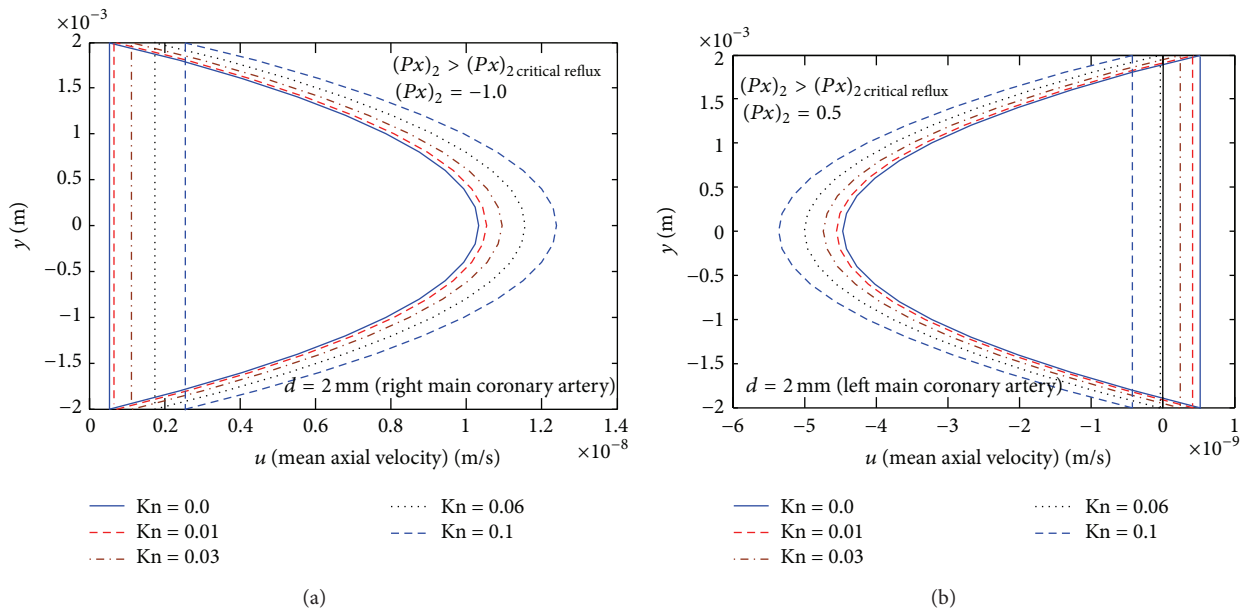 ×10⁻³
2
1.5
1
0.5
0
−0.5
−1
−1.5
−2
y (m)
(Px)₂ > (Px)₂ critical reflux
(Px)₂ = −1.0
d = 2 mm (right main coronary artery)
0 0.2 0.4 0.6 0.8 1 1.2 1.4
×10⁻⁸
u (mean axial velocity) (m/s)
Kn = 0.0
Kn = 0.01
Kn = 0.03
Kn = 0.06
Kn = 0.1
(a)
×10⁻³
2
1.5
1
0.5
0
−0.5
−1
−1.5
−2
y (m)
(Px)₂ > (Px)₂ critical reflux
(Px)₂ = 0.5
d = 2 mm (left main coronary artery)
−6 −5 −4 −3 −2 −1 0 1
×10⁻⁹
u (mean axial velocity) (m/s)
Kn = 0.0
Kn = 0.01
Kn = 0.03
Kn = 0.06
Kn = 0.1
(b)